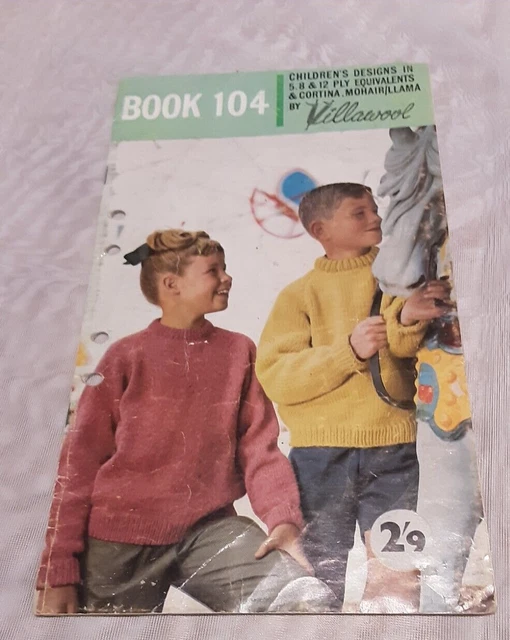 BOOK 104
CHILDREN'S DESIGNS IN
5.8 & 12 PLY EQUIVALENTS
& CORTINA. MOHAIR/LLAMA
BY Villawool
2'9